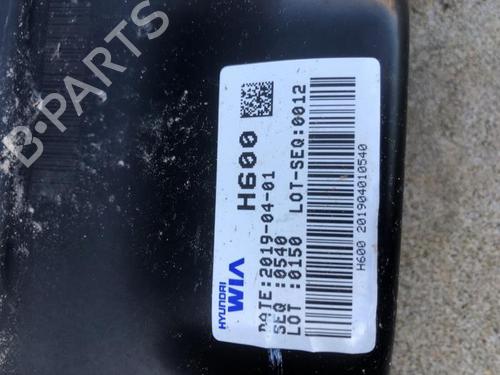 B-PARTS
HYUNDAI
WIA
H600
DATE:2019-04-01
SEQ :0540
LOT :0150 LOT-SEQ:0012
H600 201904010540